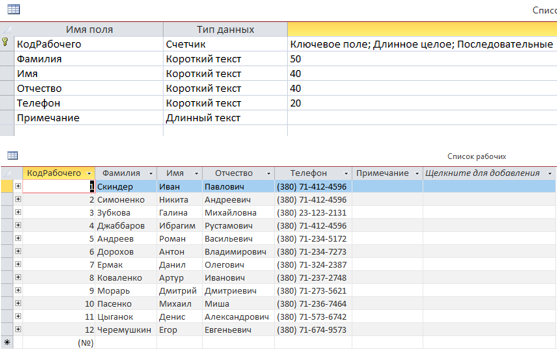 Списо
Имя поля Тип данных
КодРабочего Счетчик Ключевое поле; Длинное целое; Последовательные
Фамилия Короткий текст 50
Имя Короткий текст 40
Отчество Короткий текст 40
Телефон Короткий текст 20
Примечание Длинный текст
Список рабочих
КодРабочего Фамилия Имя Отчество Телефон Примечание Щелкните для добавления
1 Скиндер Иван Павлович (380) 71-412-4596
2 Симоненко Никита Андреевич (380) 71-412-4596
3 Зубкова Галина Михайловна (380) 23-123-2131
4 Джаббаров Ибрагим Рустамович (380) 71-412-4596
5 Андреев Роман Васильевич (380) 71-234-5172
6 Дорохов Антон Владимирович (380) 71-234-7273
7 Ермак Данил Олегович (380) 71-324-2387
8 Коваленко Артур Иванович (380) 71-237-2748
9 Морарь Дмитрий Дмитриевич (380) 71-273-5621
10 Пасенко Михаил Миша (380) 71-236-7464
11 Цыганок Денис Александрович (380) 71-573-6742
12 Черемушкин Егор Евгеньевич (380) 71-674-9573
(№)